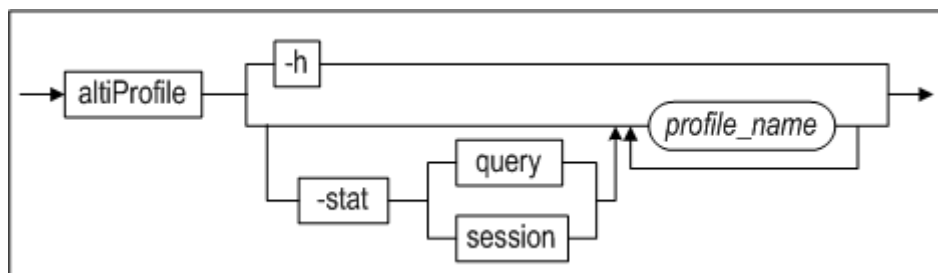 -h
altiProfile
profile_name
query
-stat
session